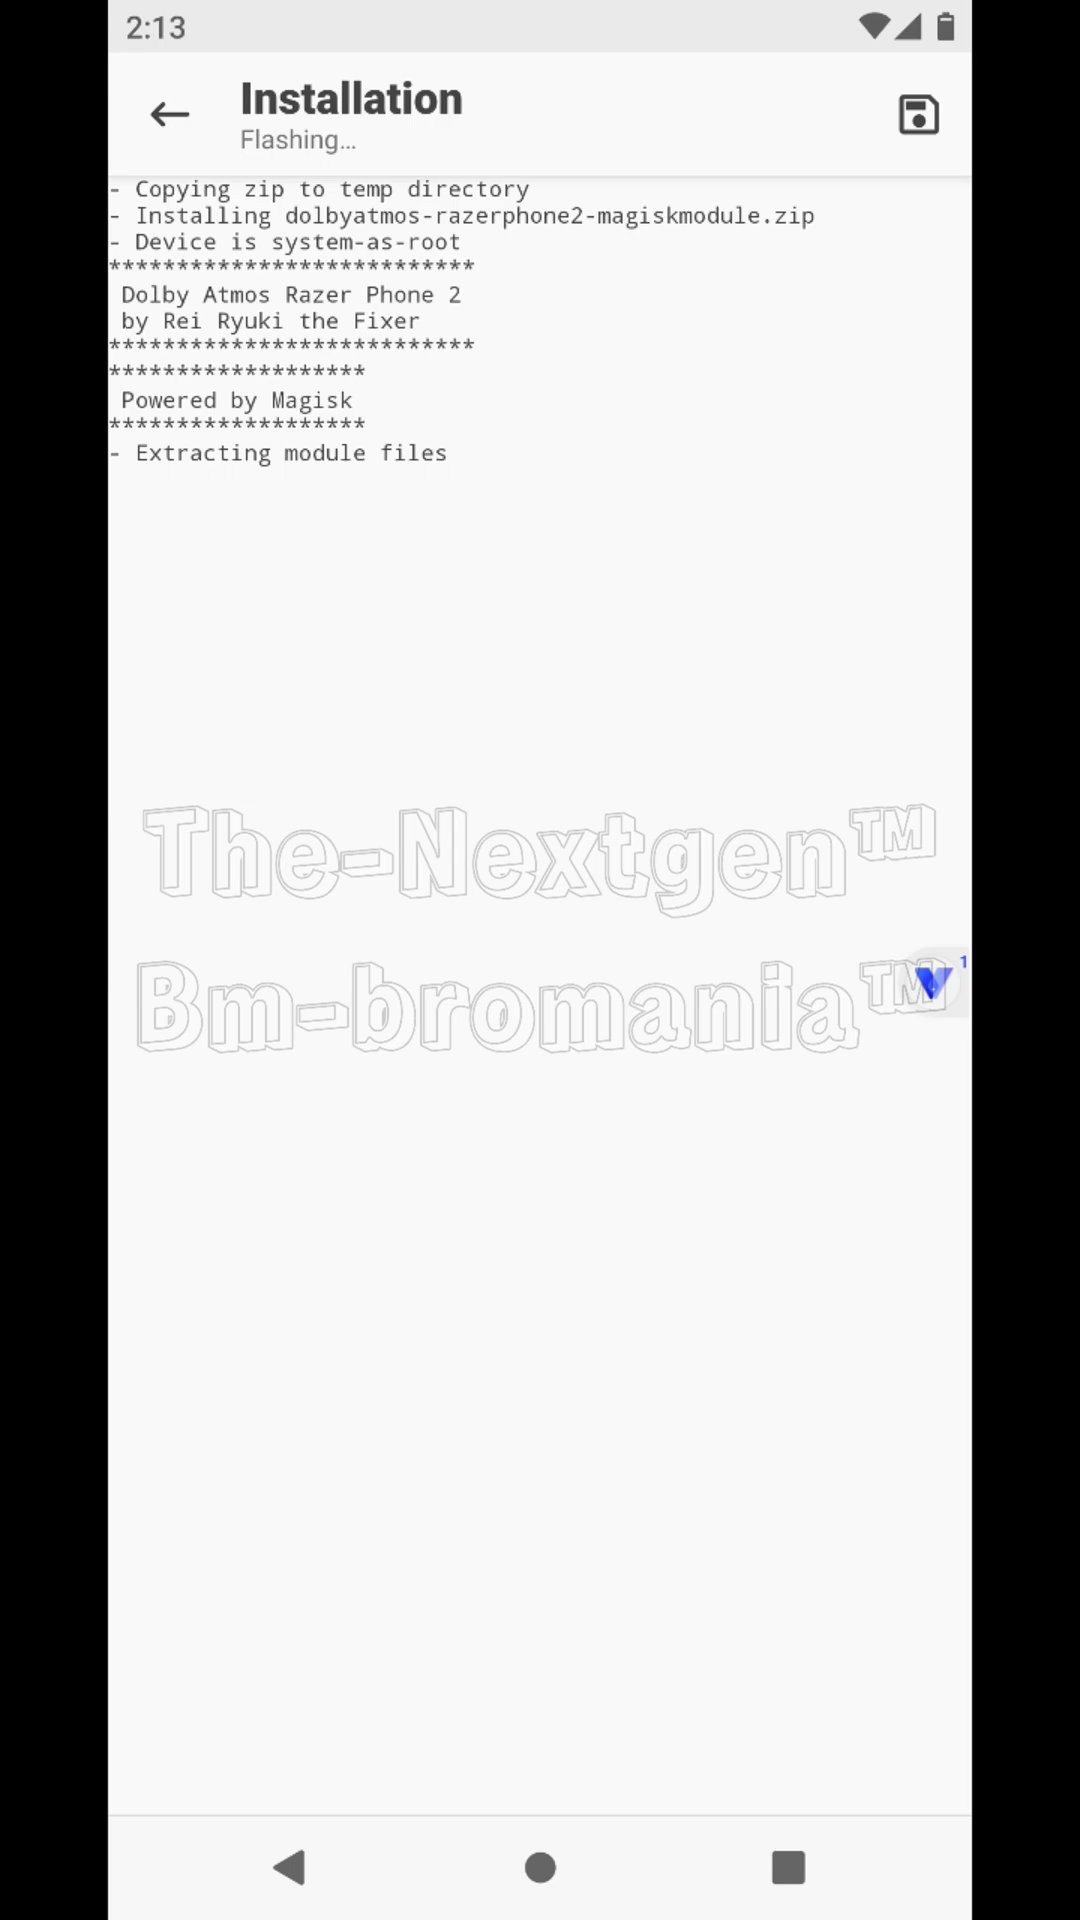 2:13
Installation
Flashing...
- Copying zip to temp directory
- Installing dolbyatmos-razerphone2-magiskmodule.zip
- Device is system-as-root
***************************
Dolby Atmos Razer Phone 2
by Rei Ryuki the Fixer
***************************
*******************
Powered by Magisk
*******************
- Extracting module files
The-Nextgen™
Bm-bromania™
1